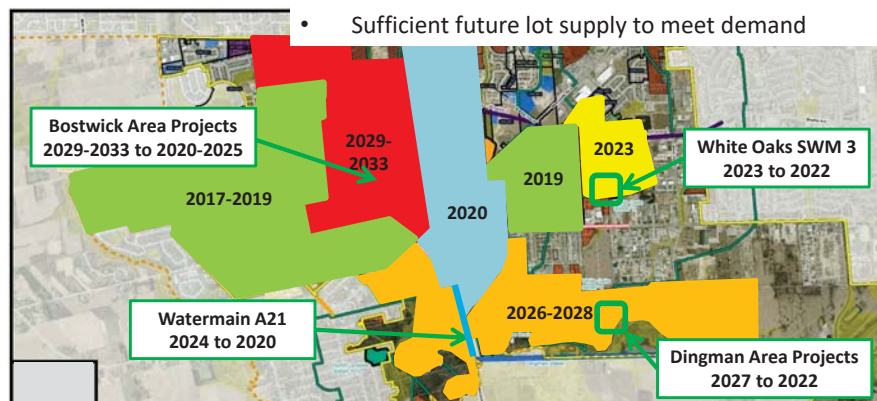 • Sufficient future lot supply to meet demand
Bostwick Area Projects
2029-2033 to 2020-2025
2029-
2033
2023
White Oaks SWM 3
2023 to 2022
2019
2017-2019
2020
2026-2028
Watermain A21
2024 to 2020
Dingman Area Projects
2027 to 2022